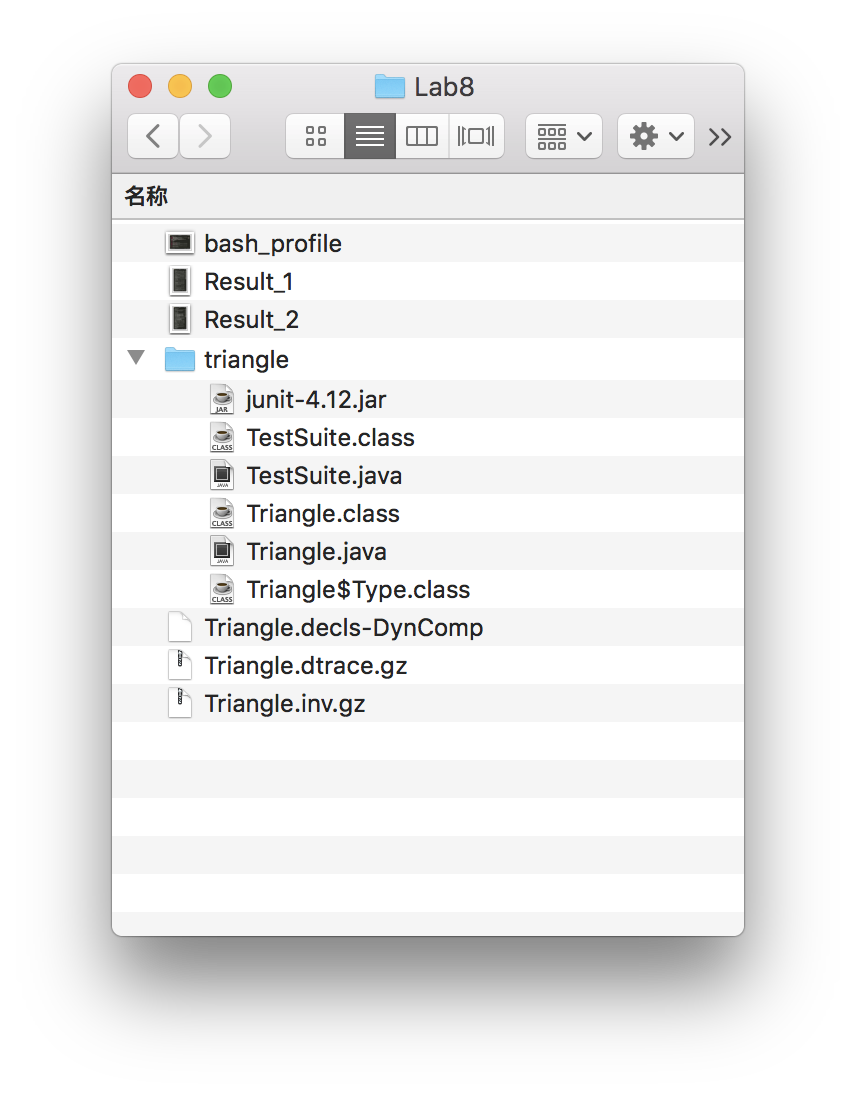 Lab8
名称
bash_profile
Result_1
Result_2
triangle
junit-4.12.jar
TestSuite.class
TestSuite.java
Triangle.class
Triangle.java
Triangle$Type.class
Triangle.decls-DynComp
Triangle.dtrace.gz
Triangle.inv.gz
JAR
CLASS
JAVA
CLASS
JAVA
CLASS